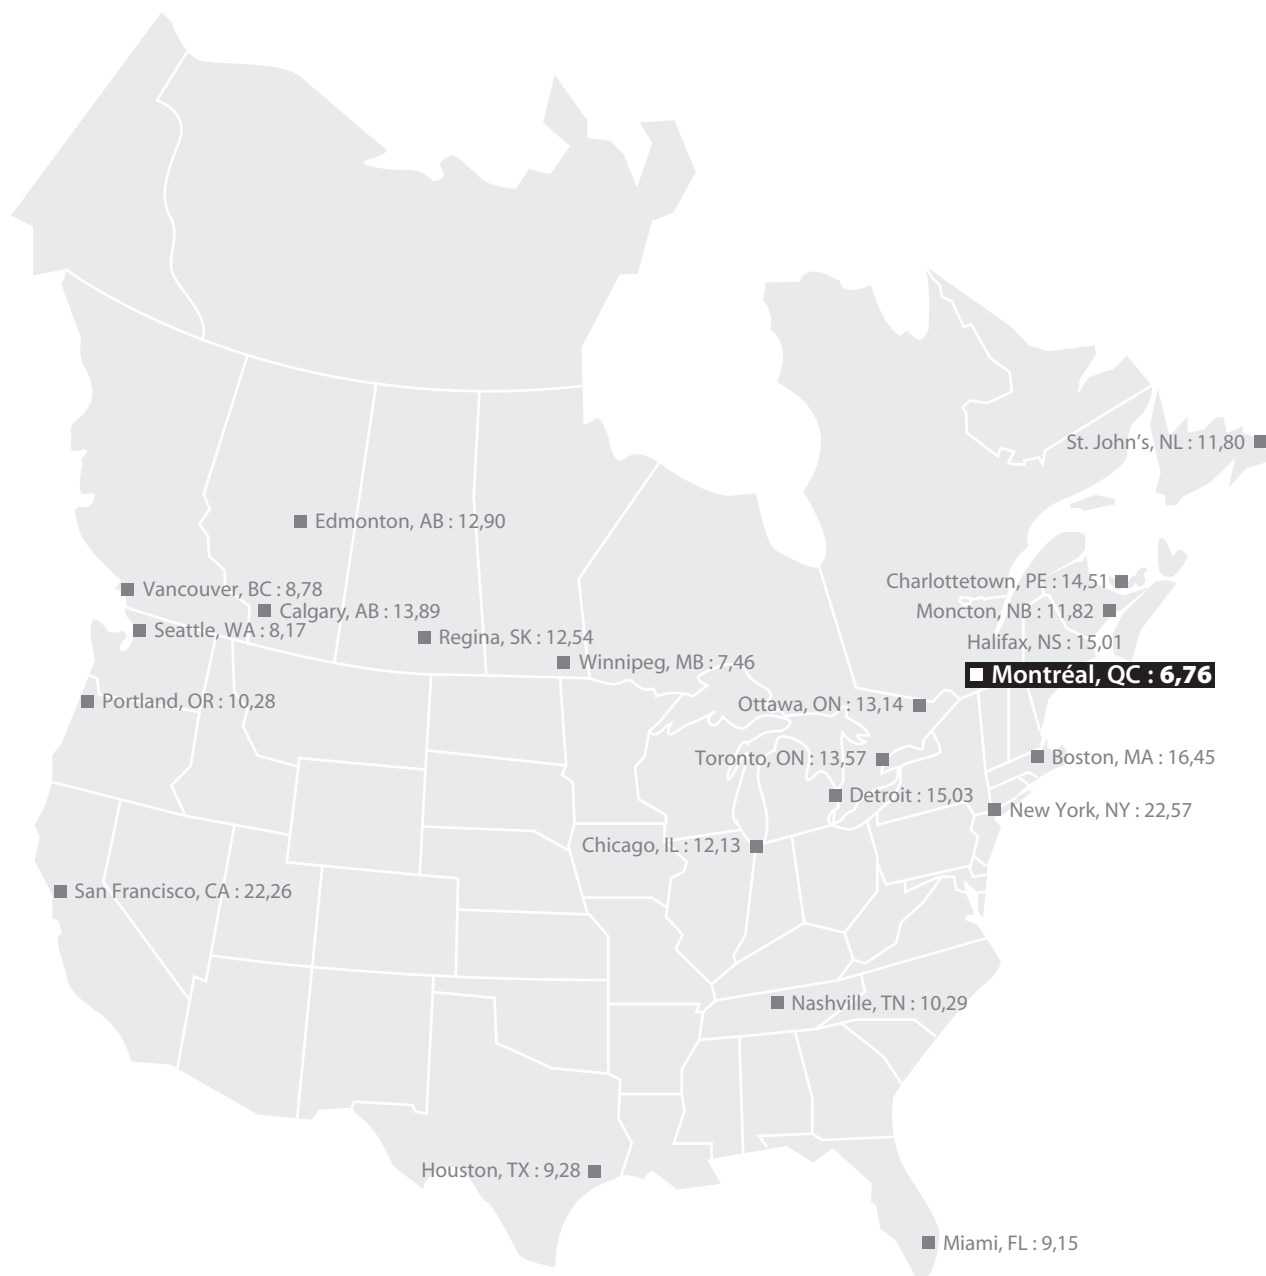 St. John’s, NL : 11,80
Edmonton, AB : 12,90
Charlottetown, PE : 14,51
Vancouver, BC : 8,78
Calgary, AB : 13,89
Moncton, NB : 11,82
Seattle, WA : 8,17
Regina, SK : 12,54
Halifax, NS : 15,01
Winnipeg, MB : 7,46
Montréal, QC : 6,76
Portland, OR : 10,28
Ottawa, ON : 13,14
Toronto, ON : 13,57
Boston, MA : 16,45
Detroit : 15,03
New York, NY : 22,57
Chicago, IL : 12,13
San Francisco, CA : 22,26
Nashville, TN : 10,29
Houston, TX : 9,28
Miami, FL : 9,15